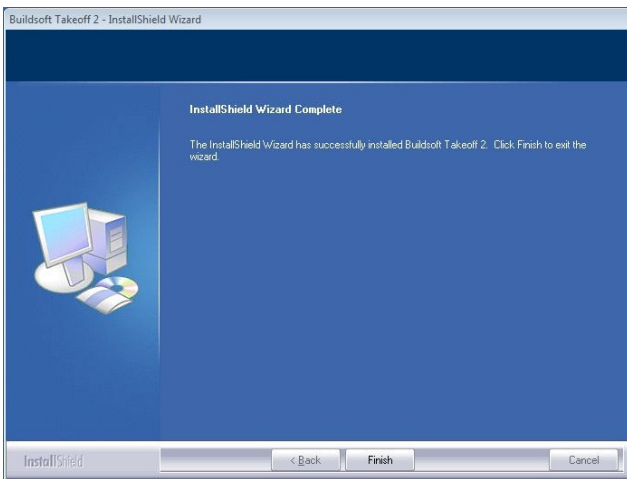 Buildsoft Takeoff 2 - InstallShield Wizard
InstallShield Wizard Complete
The InstallShield Wizard has successfully installed Buildsoft Takeoff 2. Click Finish to exit the
wizard.
InstallShield
< Back
Finish
Cancel